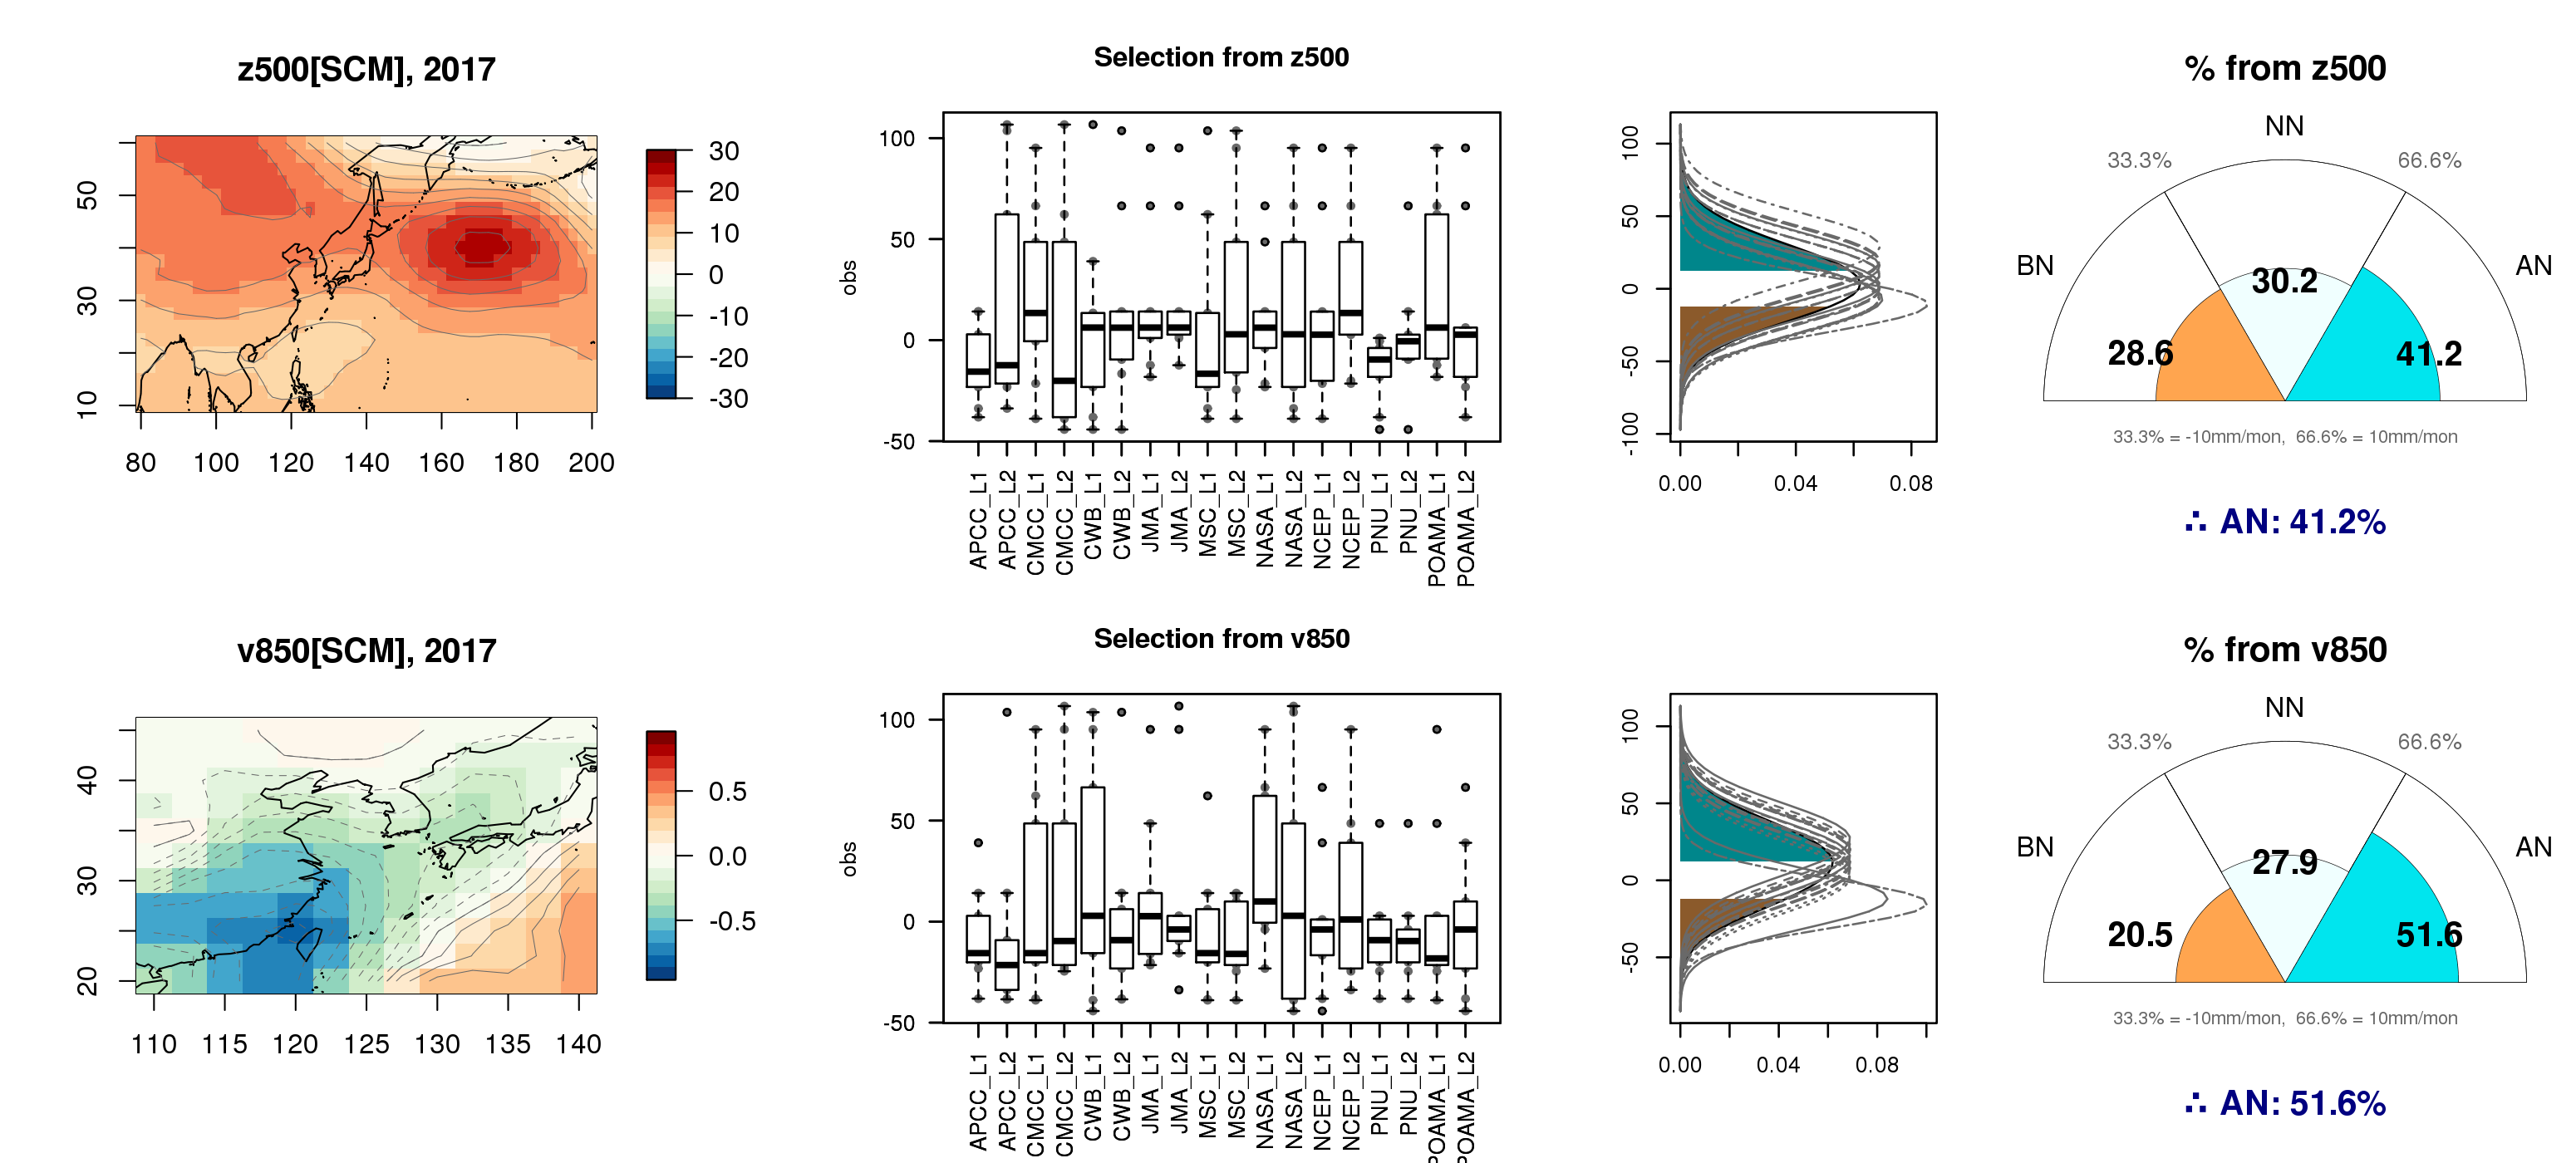 z500[SCM], 2017
50
30
10
80 100 120 140 160 180 200
30
20
10
0
-10
-20
-30
Selection from z500
obs
100
50
0
-50
APCC_L1
APCC_L2
CMCC_L1
CMCC_L2
CWB_L1
CWB_L2
JMA_L1
JMA_L2
MSC_L1
MSC_L2
NASA_L1
NASA_L2
NCEP_L1
NCEP_L2
PNU_L1
PNU_L2
POAMA_L1
POAMA_L2
100
50
0
-50
-100
0.00 0.04 0.08
% from z500
NN
33.3% 66.6%
BN AN
28.6 30.2 41.2
33.3% = -10mm/mon, 66.6% = 10mm/mon
∴ AN: 41.2%
v850[SCM], 2017
40
30
20
110 115 120 125 130 135 140
0.5
0.0
-0.5
Selection from v850
obs
100
50
0
-50
APCC_L1
APCC_L2
CMCC_L1
CMCC_L2
CWB_L1
CWB_L2
JMA_L1
JMA_L2
MSC_L1
MSC_L2
NASA_L1
NASA_L2
NCEP_L1
NCEP_L2
PNU_L1
PNU_L2
POAMA_L1
POAMA_L2
100
50
0
-50
0.00 0.04 0.08
% from v850
NN
33.3% 66.6%
BN AN
20.5 27.9 51.6
33.3% = -10mm/mon, 66.6% = 10mm/mon
∴ AN: 51.6%